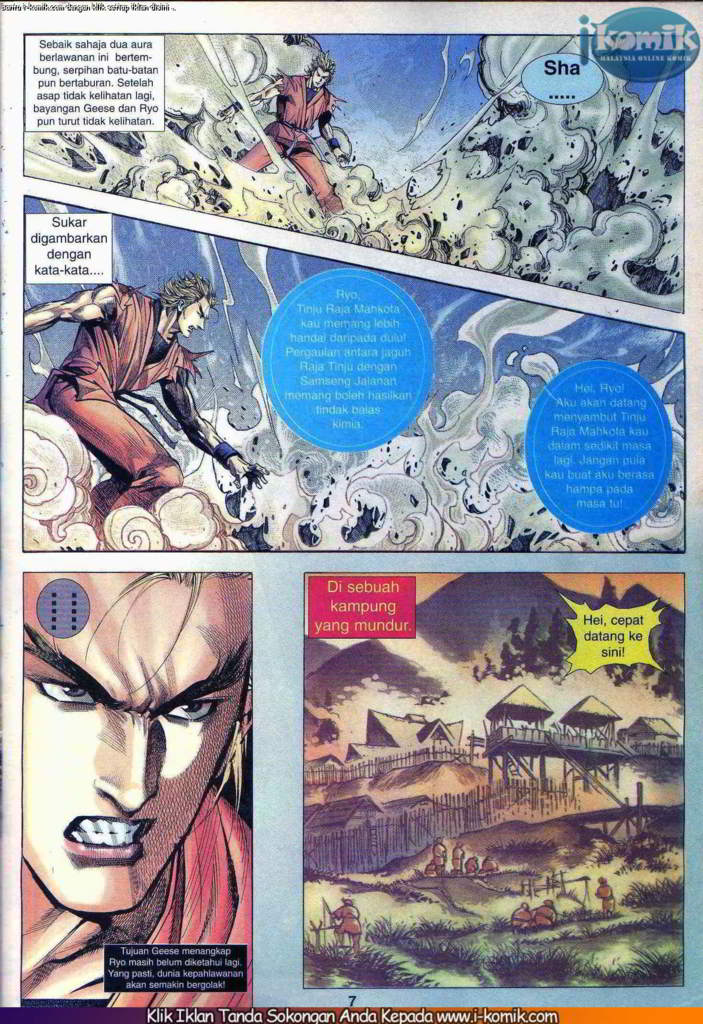 Sebaik sahaja dua aura
berlawanan ini bertem-
bung, serpihan batu-batan
pun bertaburan. Setelah
asap tidak kelihatan lagi,
bayangan Geese dan Ryo
pun turut tidak kelihatan.
ikomik
MALAYSIA ONLINE KOMIK
Sha
.....
Sukar
digambarkan
dengan
kata-kata....
Ryo,
Tinju Raja Mahkota
kau memang lebih
handal daripada dulu!
Pergaulan antara jaguh
Raja Tinju dengan
Samseng Jalanan
memang boleh hasilkan
tindak balas
kimia.
Hei, Ryo!
Aku akan datang
menyambut Tinju
Raja Mahkota kau
dalam sedikit masa
lagi. Jangan pula
kau buat aku berasa
hampa pada
masa tu!
Di sebuah
kampung
yang mundur.
Hei, cepat
datang ke
sini!
Tujuan Geese menangkap
Ryo masih belum diketahui lagi.
Yang pasti, dunia kepahlawanan
akan semakin bergolak!
7
Klik Iklan Tanda Sokongan Anda Kepada www.i-komik.com